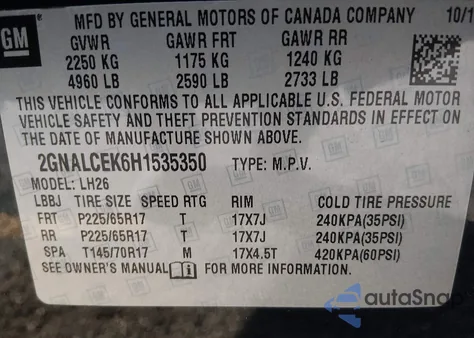 GM
MFD BY GENERAL MOTORS OF CANADA COMPANY 10/1
GVWR GAWR FRT GAWR RR
2250 KG 1175 KG 1240 KG
4960 LB 2590 LB 2733 LB
THIS VEHICLE CONFORMS TO ALL APPLICABLE U.S. FEDERAL MOTOR
VEHICLE SAFETY AND THEFT PREVENTION STANDARDS IN EFFECT ON
THE DATE OF MANUFACTURE SHOWN ABOVE.
2GNALCEK6H1535350 TYPE: M.P.V.
MODEL: LH26
LBBJ TIRE SIZE SPEED RTG RIM COLD TIRE PRESSURE
FRT P225/65R17 T 17X7J 240KPA(35PSI)
RR P225/65R17 T 17X7J 240KPA(35PSI)
SPA T145/70R17 M 17X4.5T 420KPA(60PSI)
SEE OWNER'S MANUAL FOR MORE INFORMATION.
autoSnap